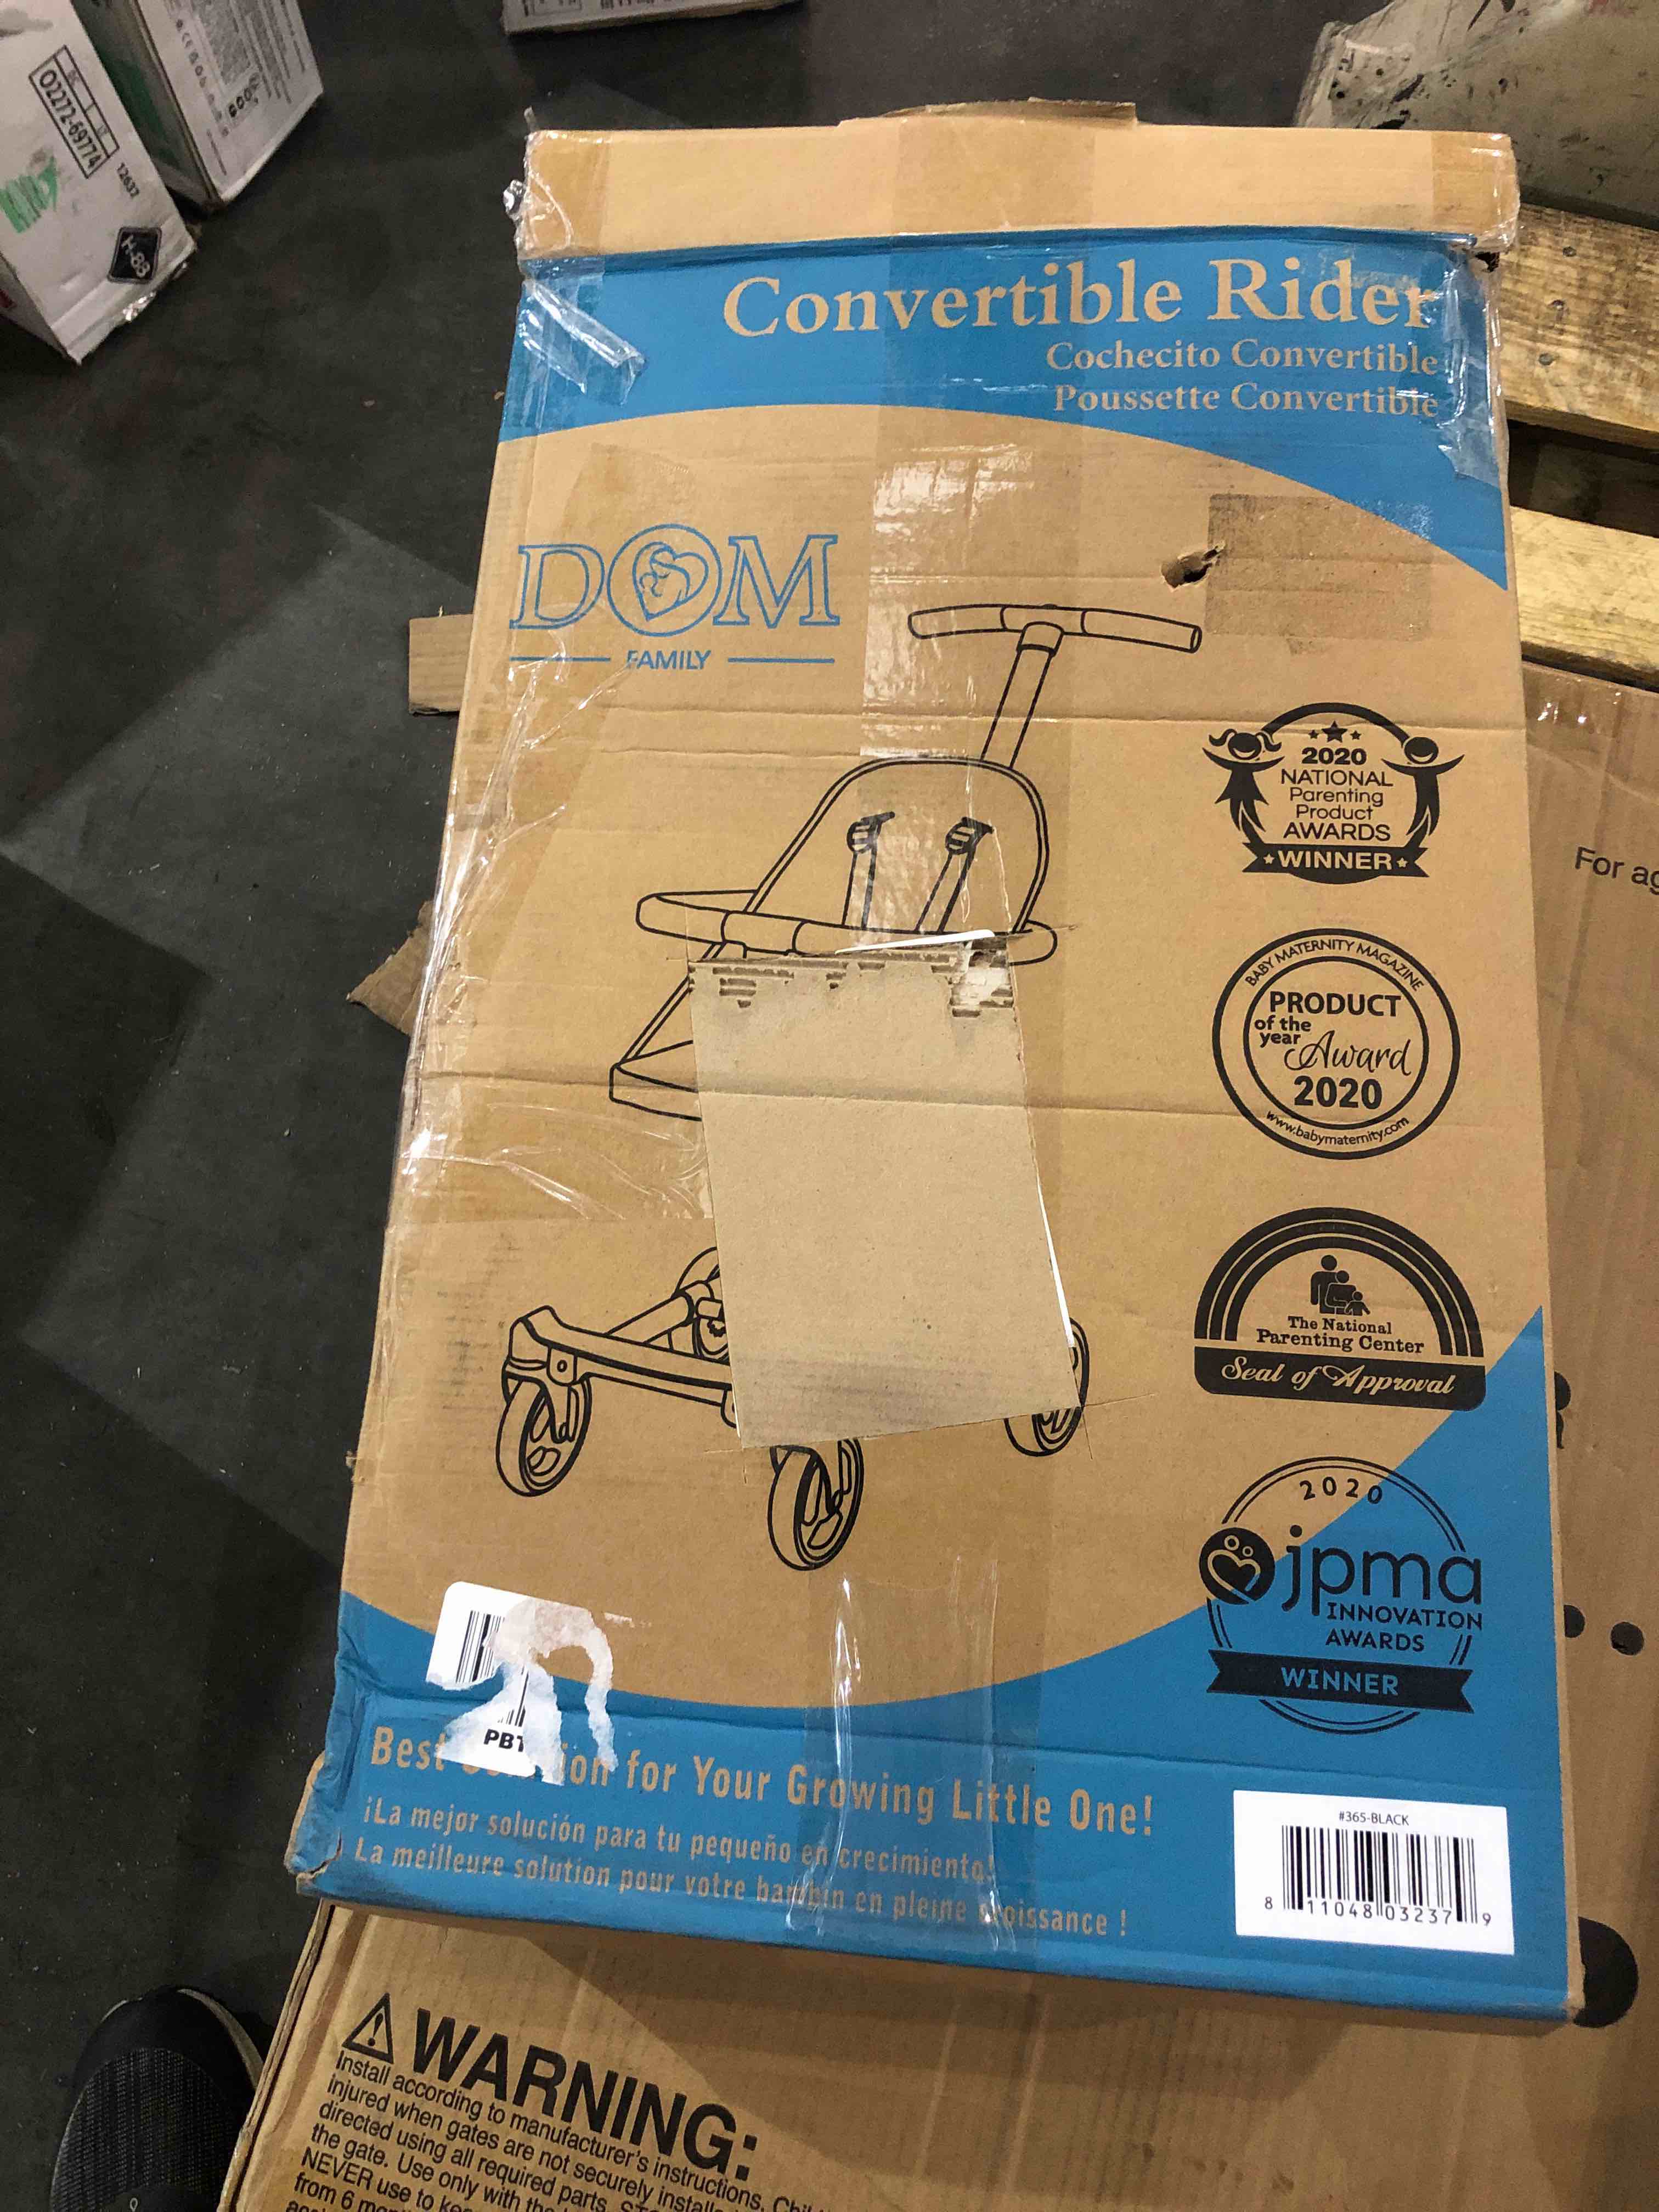 02272-69774
12637
H-83
Convertible Rider
Cochecito Convertible
Poussette Convertible
DOM
FAMILY
2020
NATIONAL
Parenting
Product
AWARDS
WINNER
For
BABY MATERNITY MAGAZINE
PRODUCT
of the
year
Award
2020
www.babymaternity.com
The National
Parenting Center
Seal of Approval
2020
jpma
INNOVATION
AWARDS
WINNER
PBT
Best for Your Growing Little One!
¡La mejor solución para tu pequeño en crecimiento!
La meilleure solution pour votre bambin en pleine croissance !
#365-BLACK
8 11048 03237 9
WARNING:
Install according to manufacturer's instructions.
injured when gates are not securely
directed using all required parts.
the gate. Use only with the
NEVER use to
from 6